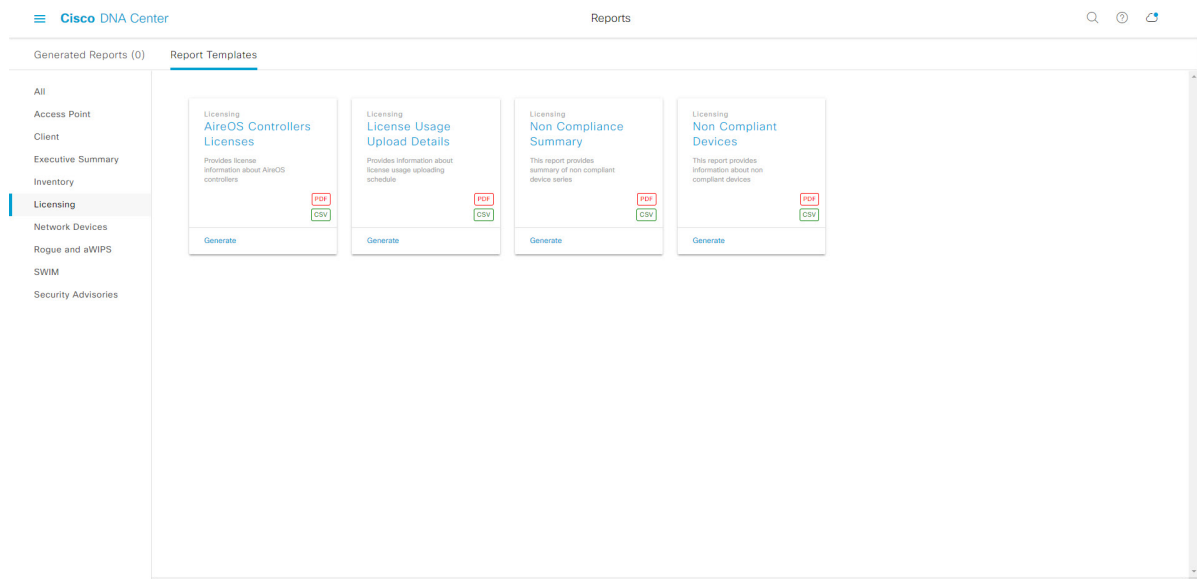 Cisco DNA Center
Reports
Generated Reports (0)
Report Templates
All
Access Point
Client
Executive Summary
Inventory
Licensing
Network Devices
Rogue and aWIPS
SWIM
Security Advisories
Licensing
AireOS Controllers
Licenses
Provides license
information about AireOS
controllers
PDF
CSV
Generate
Licensing
License Usage
Upload Details
Provides information about
license usage uploading
schedule
PDF
CSV
Generate
Licensing
Non Compliance
Summary
This report provides
summary of non compliant
device series
PDF
CSV
Generate
Licensing
Non Compliant
Devices
This report provides
information about non
compliant devices
PDF
CSV
Generate